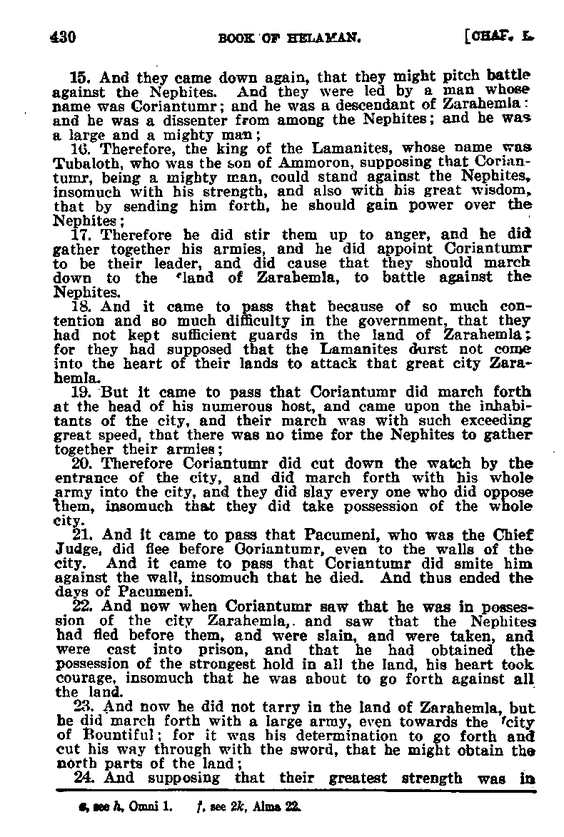 430 BOOK OF HELAMAN. [CHAP. I.
15. And they came down again, that they might pitch battle
against the Nephites. And they were led by a man whose
name was Coriantumr; and he was a descendant of Zarahemla:
and he was a dissenter from among the Nephites; and he was
a large and a mighty man;
16. Therefore, the king of the Lamanites, whose name was
Tubaloth, who was the son of Ammoron, supposing that Corian-
tumr, being a mighty man, could stand against the Nephites,
insomuch with his strength, and also with his great wisdom,
that by sending him forth, he should gain power over the
Nephites;
17. Therefore he did stir them up to anger, and he did
gather together his armies, and he did appoint Coriantumr
to be their leader, and did cause that they should march
down to the eland of Zarahemla, to battle against the
Nephites.
18. And it came to pass that because of so much con-
tention and so much difficulty in the government, that they
had not kept sufficient guards in the land of Zarahemla;
for they had supposed that the Lamanites durst not come
into the heart of their lands to attack that great city Zara-
hemla.
19. But it came to pass that Coriantumr did march forth
at the head of his numerous host, and came upon the inhabi-
tants of the city, and their march was with such exceeding
great speed, that there was no time for the Nephites to gather
together their armies;
20. Therefore Coriantumr did cut down the watch by the
entrance of the city, and did march forth with his whole
army into the city, and they did slay every one who did oppose
them, insomuch that they did take possession of the whole
city.
21. And it came to pass that Pacumeni, who was the Chief
Judge, did flee before Coriantumr, even to the walls of the
city. And it came to pass that Coriantumr did smite him
against the wall, insomuch that he died. And thus ended the
days of Pacumeni.
22. And now when Coriantumr saw that he was in posses-
sion of the city Zarahemla, and saw that the Nephites
had fled before them, and were slain, and were taken, and
were cast into prison, and that he had obtained the
possession of the strongest hold in all the land, his heart took
courage, insomuch that he was about to go forth against all
the land.
23. And now he did not tarry in the land of Zarahemla, but
he did march forth with a large army, even towards the fcity
of Bountiful; for it was his determination to go forth and
cut his way through with the sword, that he might obtain the
north parts of the land;
24. And supposing that their greatest strength was in
e, see h, Omni 1. f, see 2k, Alma 22.